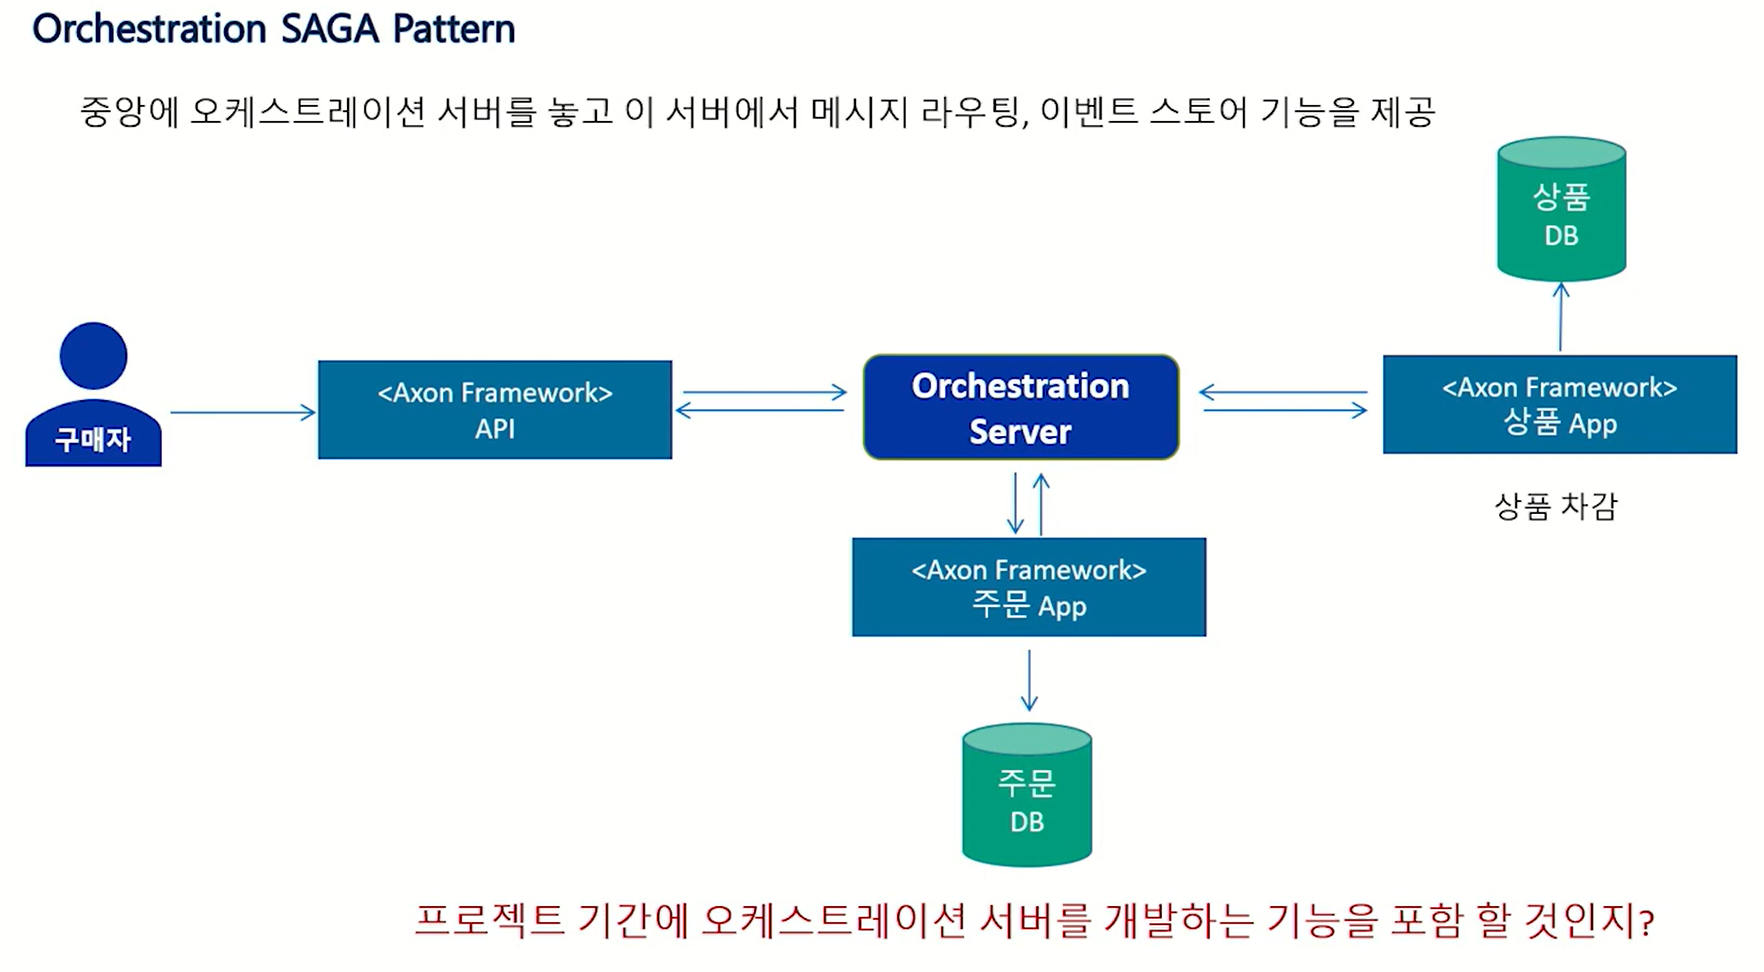 Orchestration SAGA Pattern
중앙에 오케스트레이션 서버를 놓고 이 서버에서 메시지 라우팅, 이벤트 스토어 기능을 제공
상품
DB
구매자
<Axon Framework>
API
Orchestration
Server
<Axon Framework>
상품 App
상품 차감
<Axon Framework>
주문 App
주문
DB
프로젝트 기간에 오케스트레이션 서버를 개발하는 기능을 포함 할 것인지?